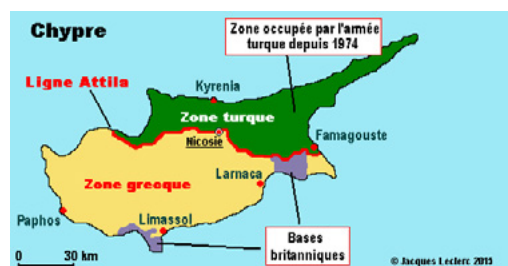 Chypre
Zone occupée par l'armée
turque depuis 1974
Ligne Attila
Kyrenia
Zone turque
Nicosie
Famagouste
Zone grecque
Larnaca
Paphos
Limassol
Bases
britanniques
0 30 km
© Jacques Leclerc 2015